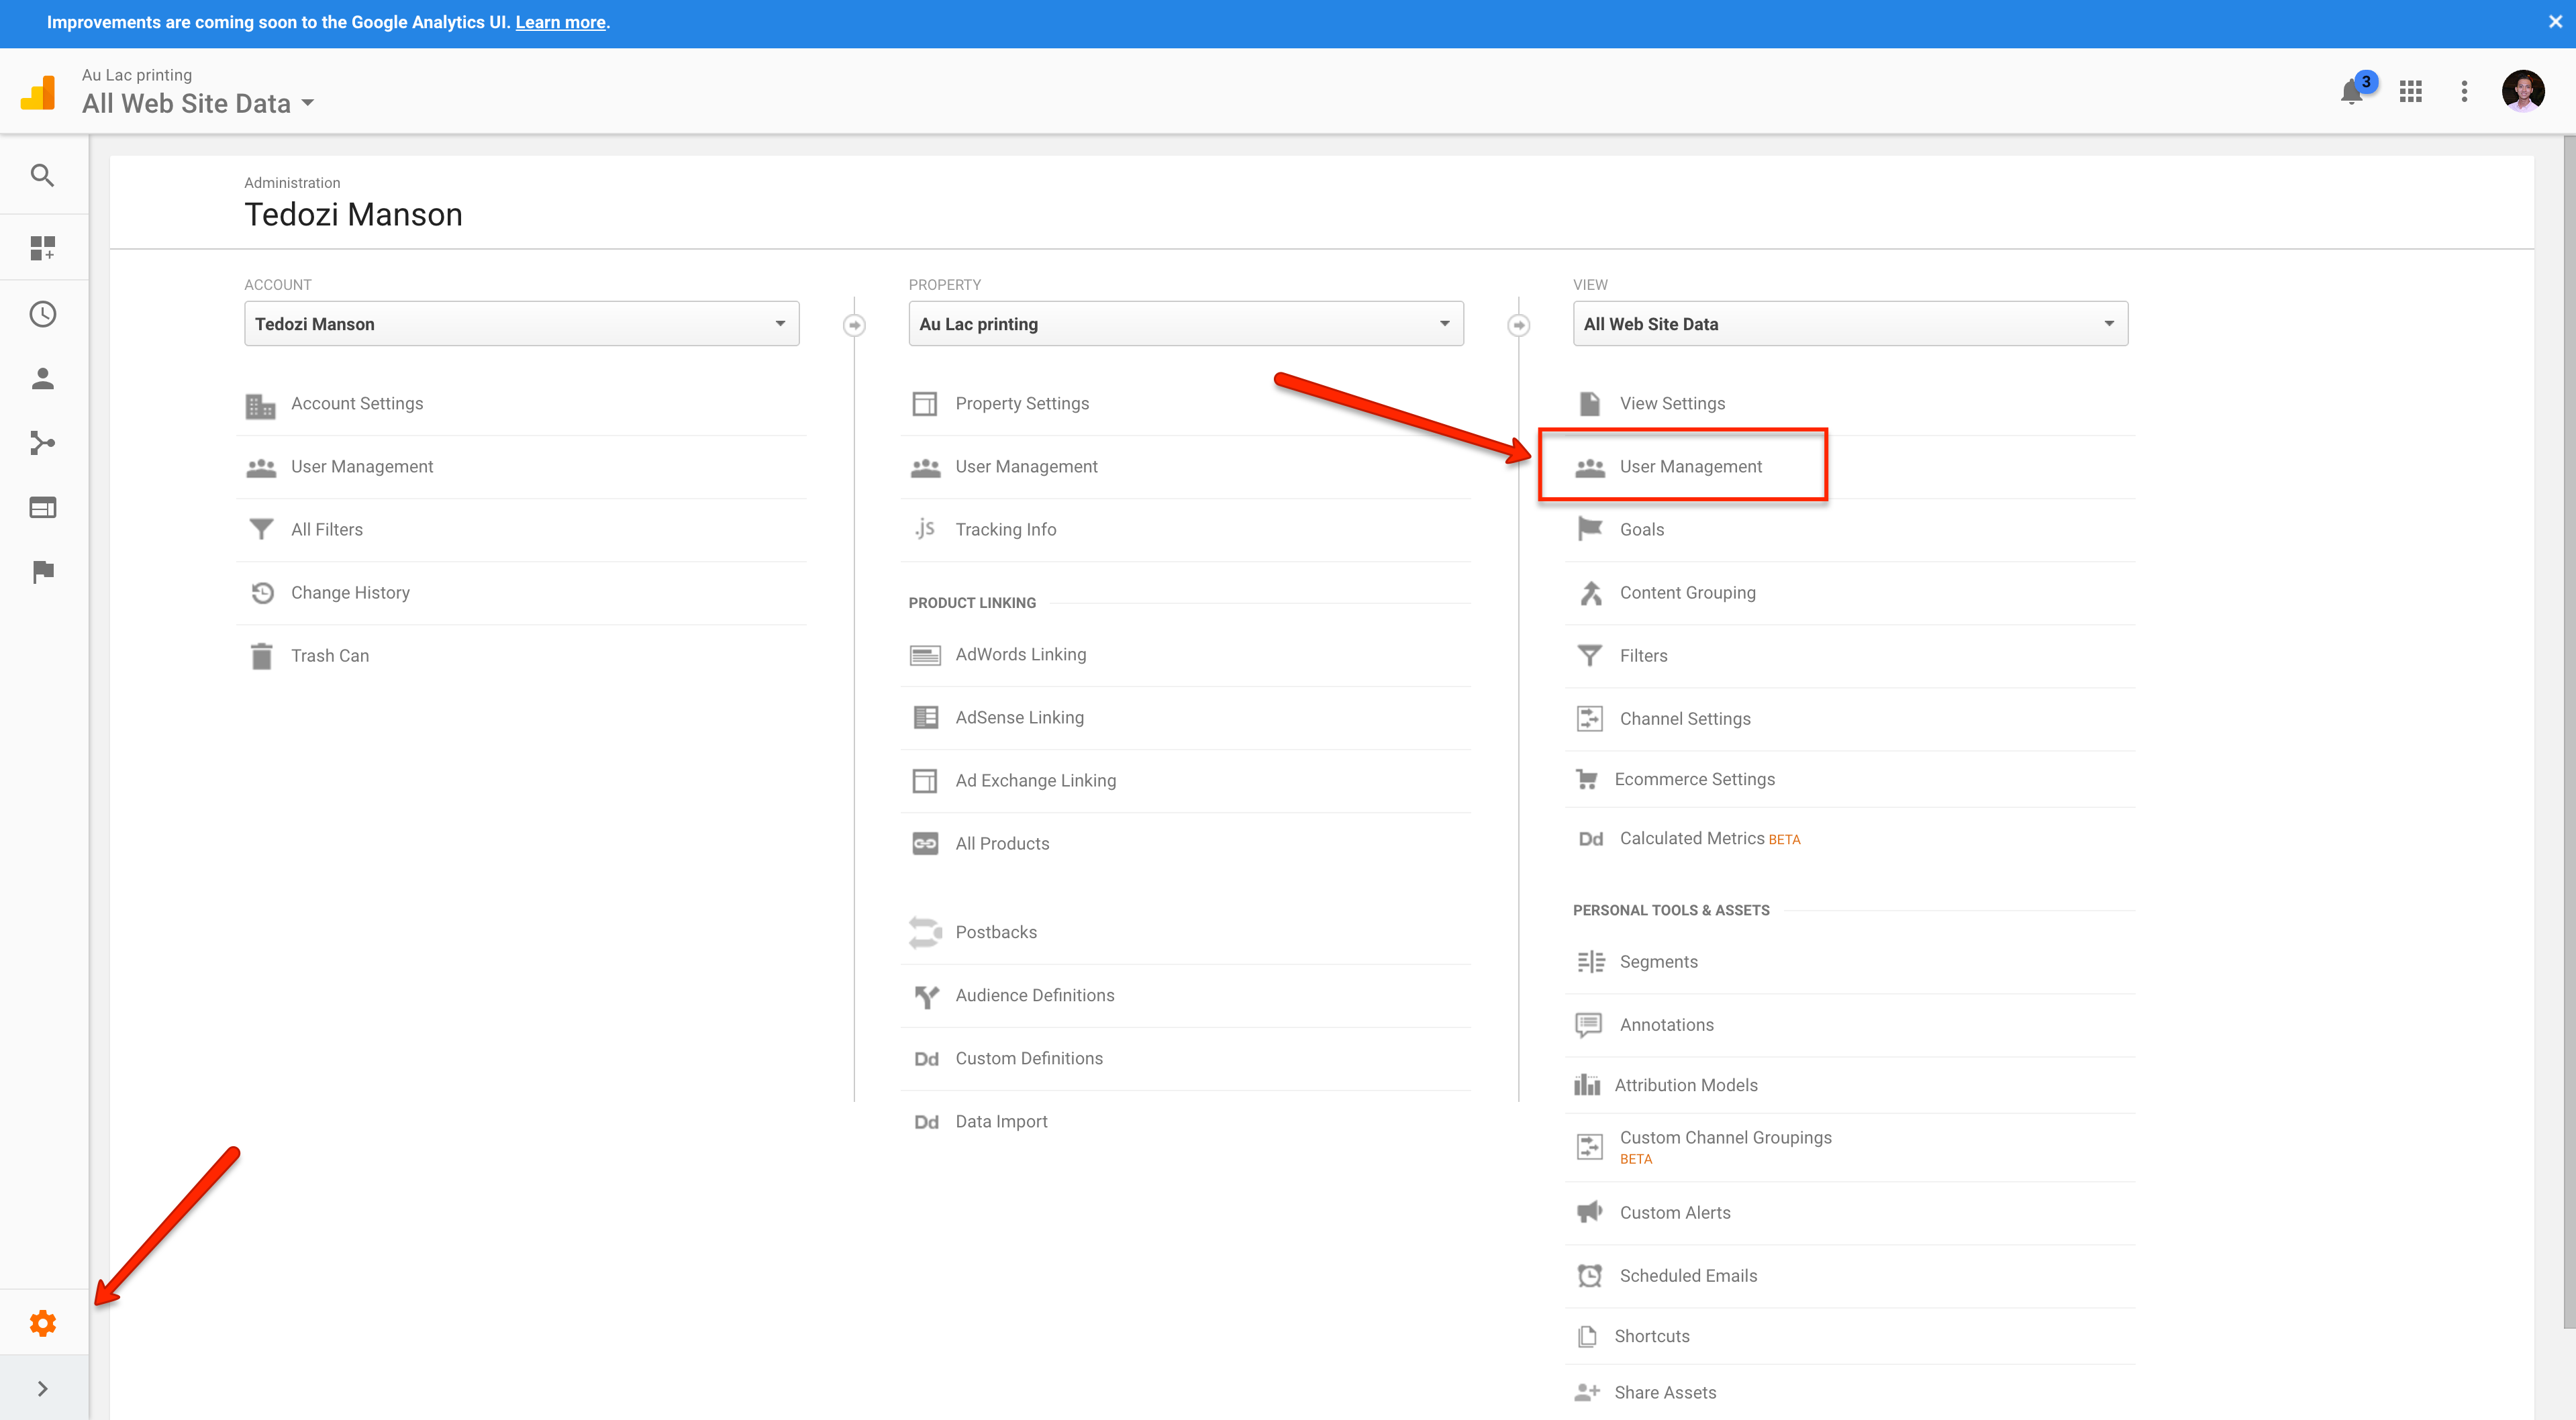 Improvements are coming soon to the Google Analytics UI. Learn more.
Au Lac printing
All Web Site Data
3
Administration
Tedozi Manson
ACCOUNT
Tedozi Manson
Account Settings
User Management
All Filters
Change History
Trash Can
PROPERTY
Au Lac printing
Property Settings
User Management
.js Tracking Info
PRODUCT LINKING
AdWords Linking
AdSense Linking
Ad Exchange Linking
All Products
Postbacks
Audience Definitions
Dd Custom Definitions
Dd Data Import
VIEW
All Web Site Data
View Settings
User Management
Goals
Content Grouping
Filters
Channel Settings
Ecommerce Settings
Dd Calculated Metrics BETA
PERSONAL TOOLS & ASSETS
Segments
Annotations
Attribution Models
Custom Channel Groupings
BETA
Custom Alerts
Scheduled Emails
Shortcuts
Share Assets